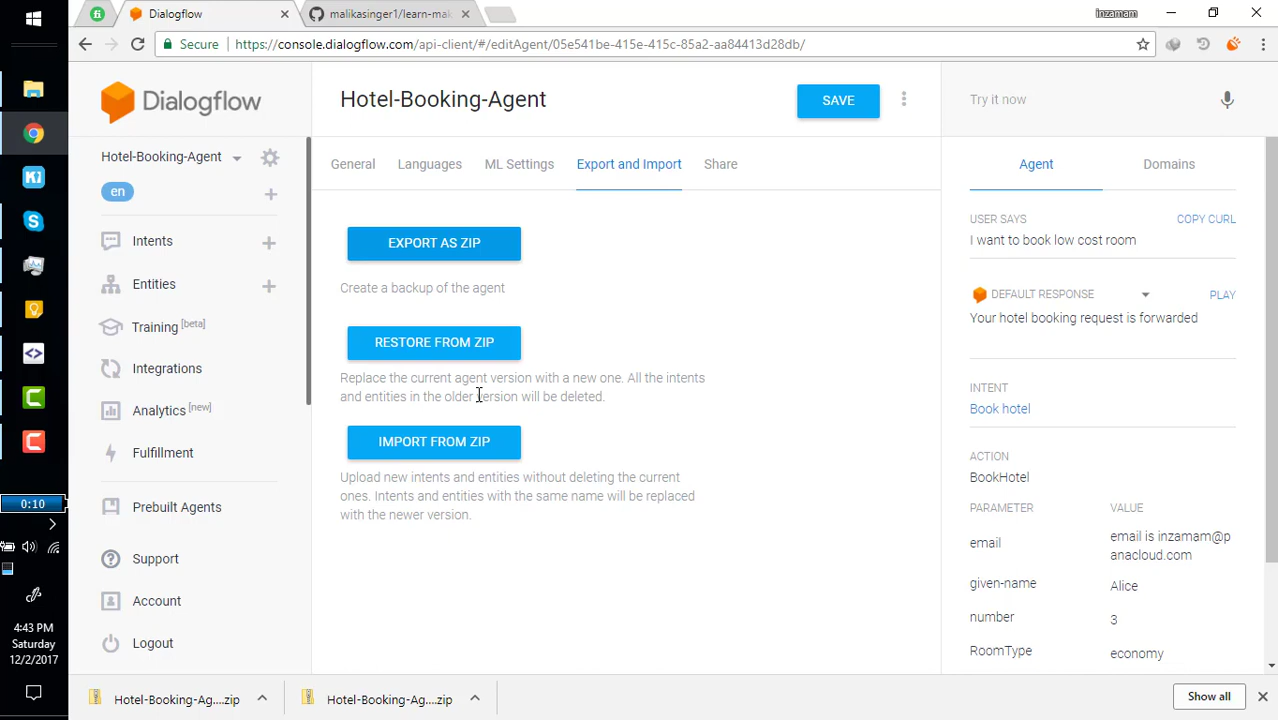 Dialogflow
malikasinger1/learn-mak
inzamam
Secure
https://console.dialogflow.com/api-client/#/editAgent/05e541be-415e-415c-85a2-aa84413d28db/
Dialogflow
Hotel-Booking-Agent
en
Intents
Entities
Training [beta]
Integrations
Analytics [new]
Fulfillment
Prebuilt Agents
Support
Account
Logout
Hotel-Booking-Agent
SAVE
General
Languages
ML Settings
Export and Import
Share
EXPORT AS ZIP
Create a backup of the agent
RESTORE FROM ZIP
Replace the current agent version with a new one. All the intents
and entities in the older version will be deleted.
IMPORT FROM ZIP
Upload new intents and entities without deleting the current
ones. Intents and entities with the same name will be replaced
with the newer version.
Try it now
Agent
Domains
USER SAYS
COPY CURL
I want to book low cost room
DEFAULT RESPONSE
PLAY
Your hotel booking request is forwarded
INTENT
Book hotel
ACTION
BookHotel
PARAMETER
VALUE
email
email is inzamam@p
anacloud.com
given-name
Alice
number
3
RoomType
economy
0:10
4:43 PM
Saturday
12/2/2017
Hotel-Booking-Ag....zip
Hotel-Booking-Ag....zip
Show all